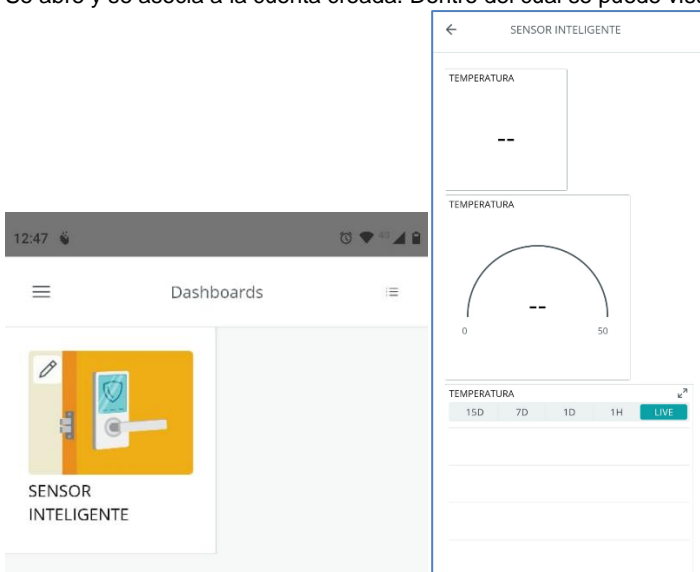 Se abre y se asocia a la cuenta creada. Dentro del cual se puede
12:47
4G
Dashboards
SENSOR
INTELIGENTE
SENSOR INTELIGENTE
TEMPERATURA
--
TEMPERATURA
--
0 50
TEMPERATURA
15D 7D 1D 1H LIVE